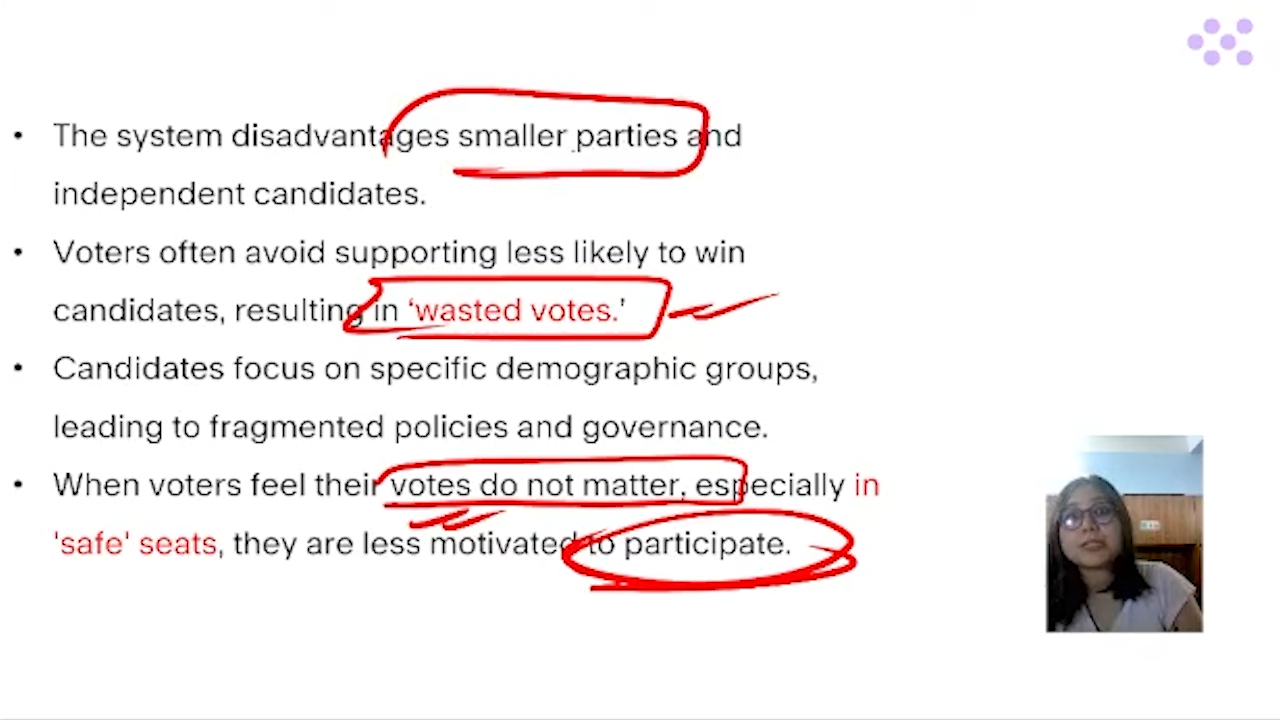 • The system disadvantages smaller parties and
independent candidates.
• Voters often avoid supporting less likely to win
candidates, resulting in ‘wasted votes.’
• Candidates focus on specific demographic groups,
leading to fragmented policies and governance.
• When voters feel their votes do not matter, especially in
'safe' seats, they are less motivated to participate.